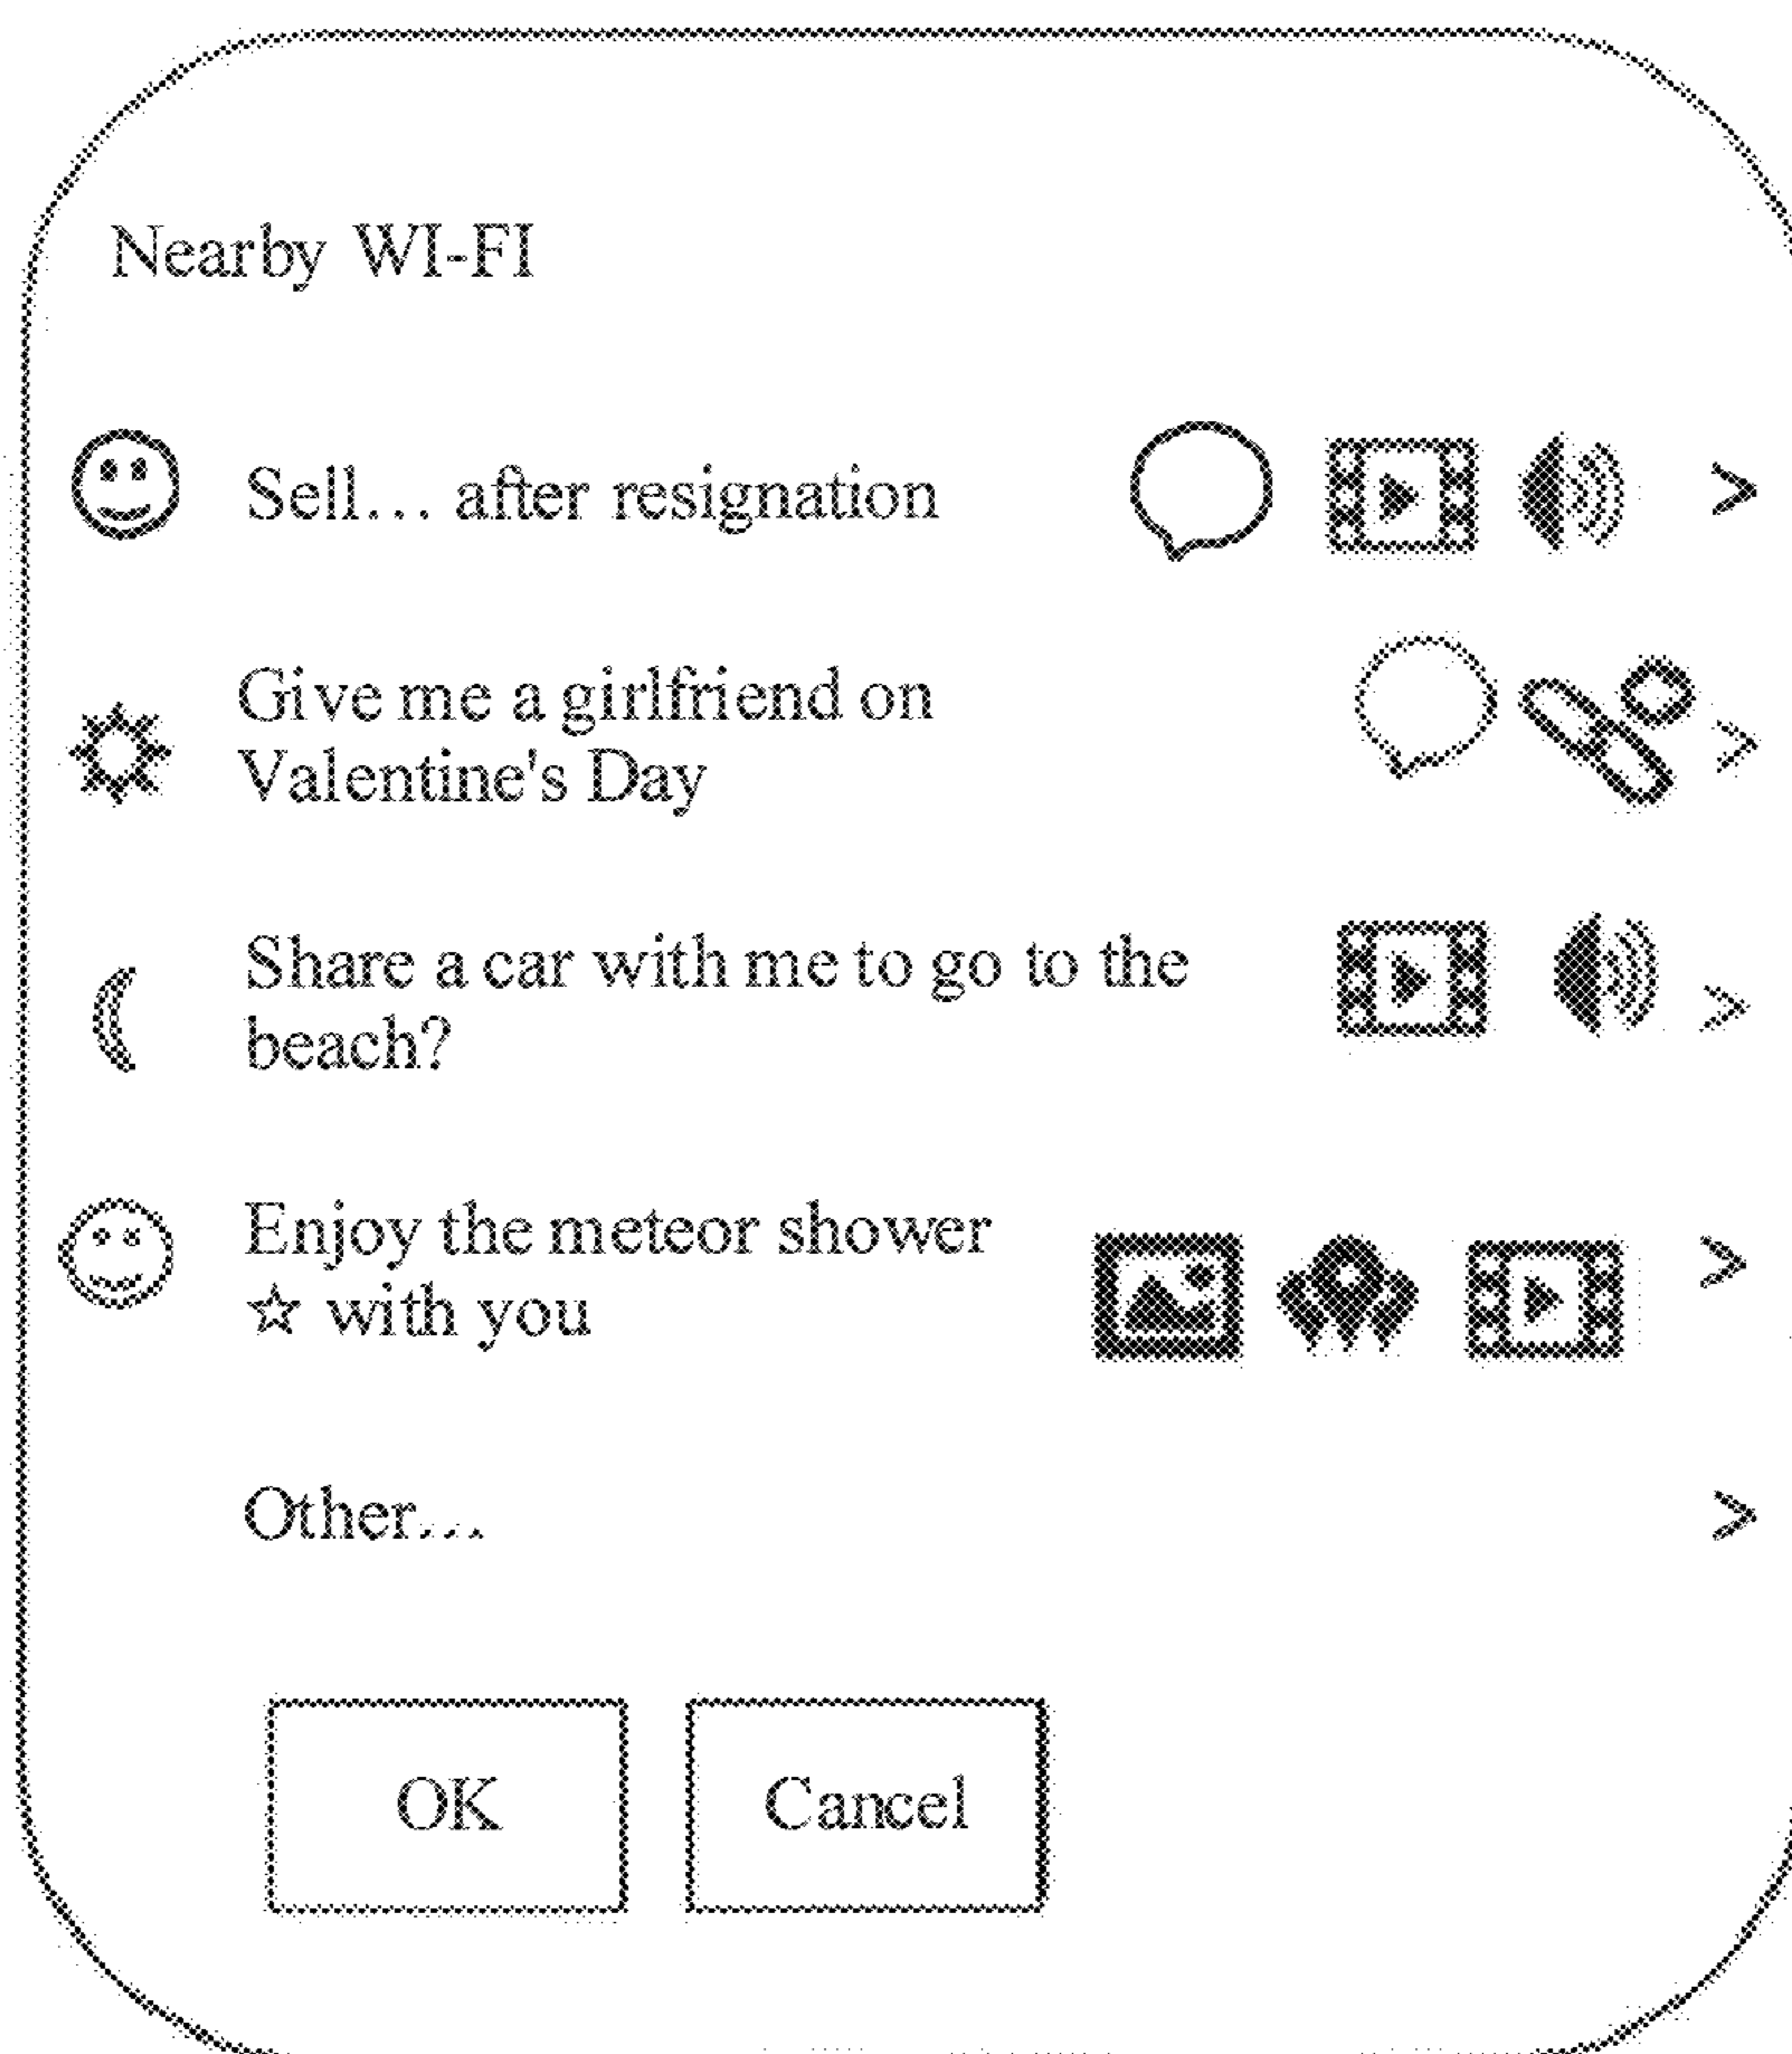 Nearby WI-FI
Sell... after resignation
>
Give me a girlfriend on
Valentine's Day
>
Share a car with me to go to the
beach?
>
Enjoy the meteor shower
☆ with you
>
Other...
>
OK
Cancel